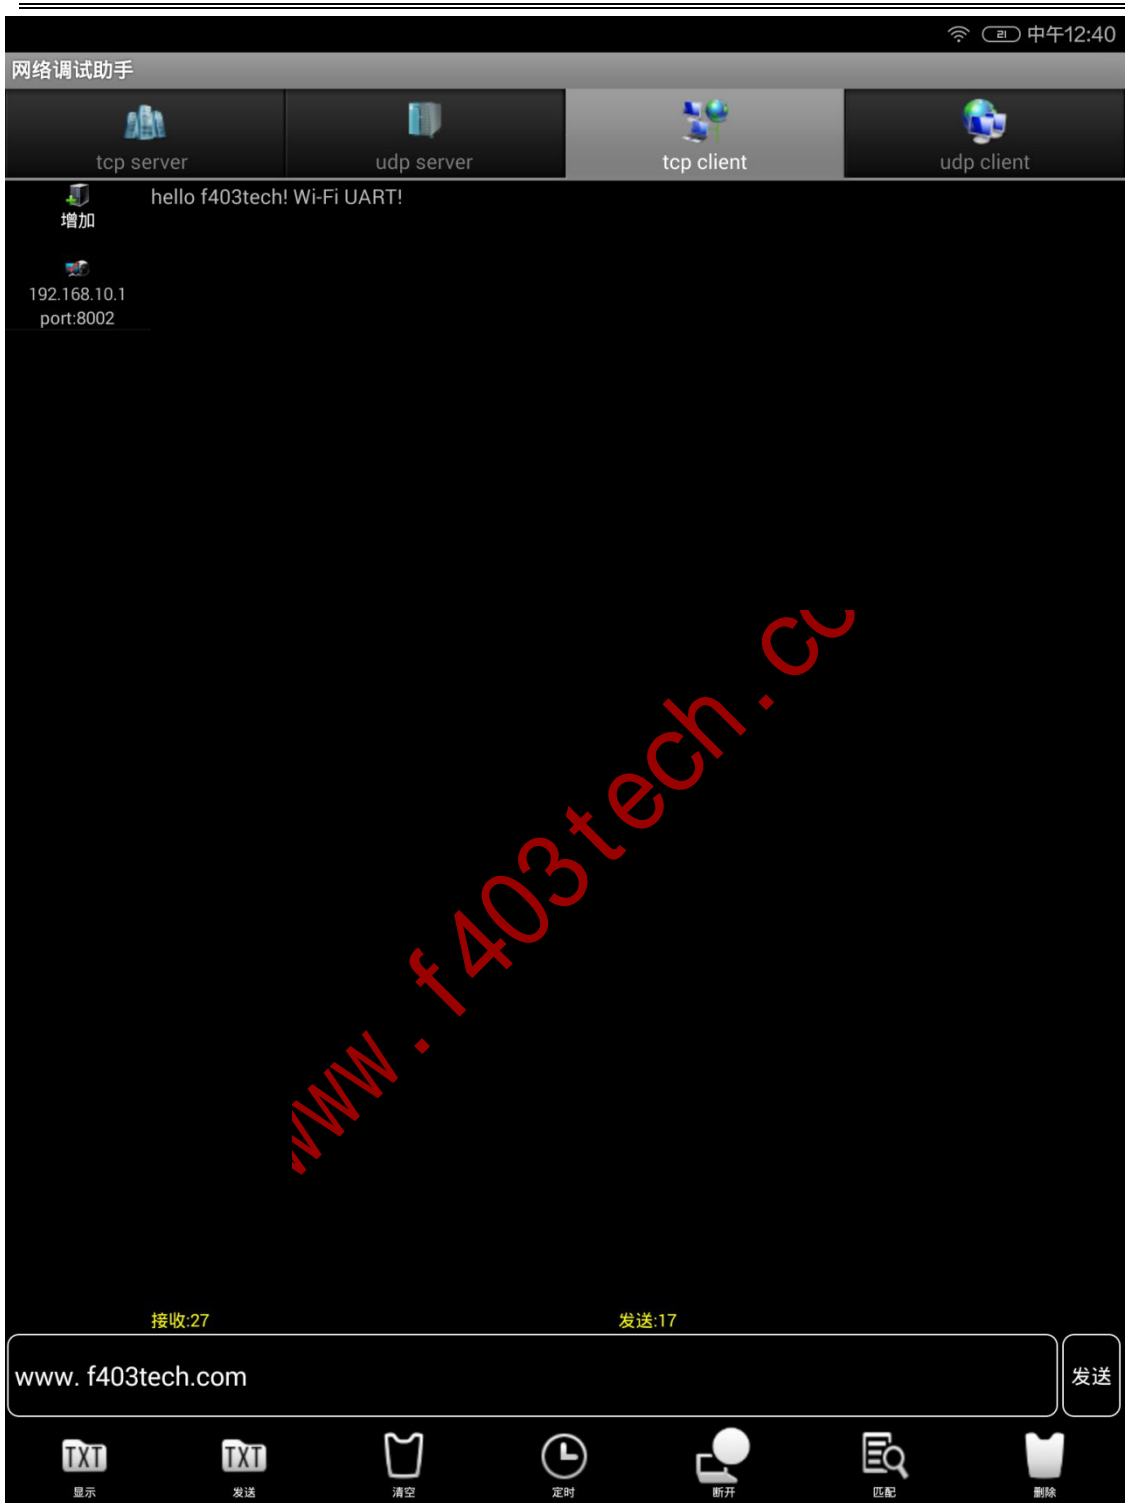 21 中午12:40
网络调试助手
tcp server
udp server
tcp client
udp client
增加
hello f403tech! Wi-Fi UART!
192.168.10.1
port:8002
www.f403tech.co
接收:27
发送:17
www. f403tech.com
发送
TXT
TXT
显示
发送
清空
定时
断开
匹配
删除